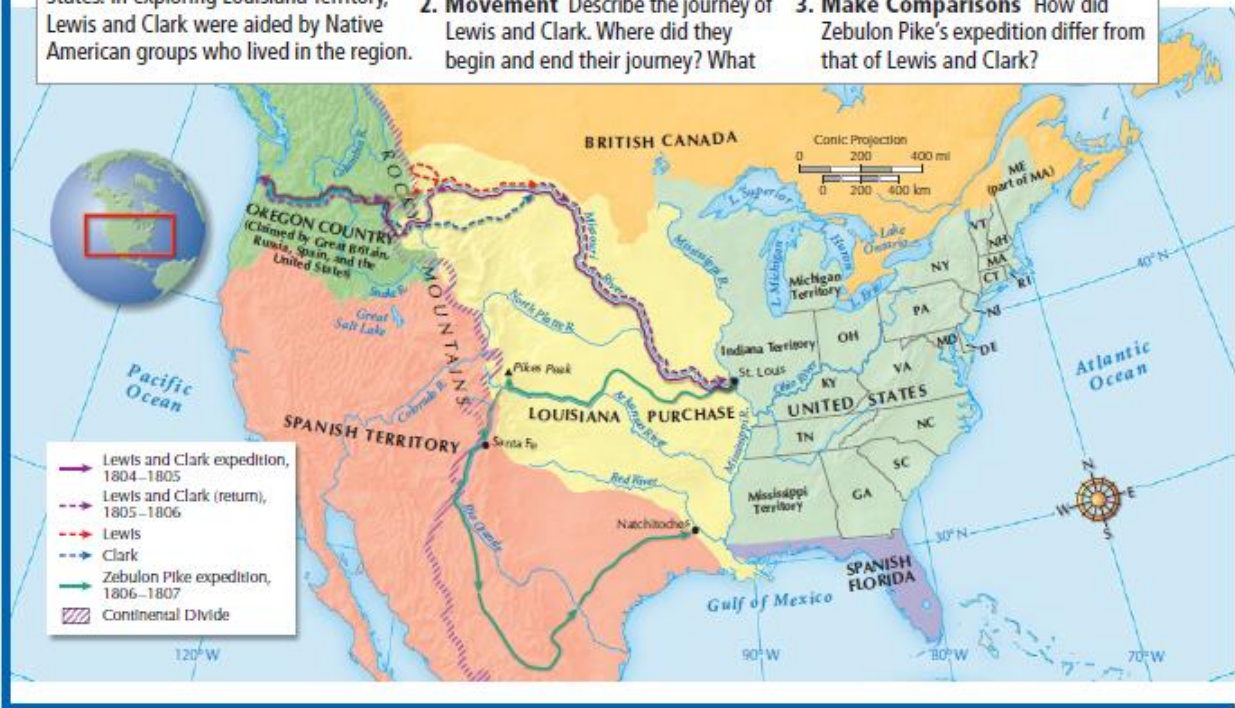 States. In exploring Louisiana Territory,
Lewis and Clark were aided by Native
American groups who lived in the region.
2. Movement Describe the journey of
Lewis and Clark. Where did they
begin and end their journey? What
3. Make Comparisons How did
Zebulon Pike's expedition differ from
that of Lewis and Clark?
BRITISH CANADA
Conic Projection
0 200 400 mi
0 200 400 km
ROCKY
MOUNTAINS
Columbia R.
OREGON COUNTRY
(Claimed by Great Britain,
Russia, Spain, and the
United States)
Snake R.
Great
Salt Lake
Missouri
River
North Platte R.
Mississippi R.
L. Superior
L. Michigan
Lake
Huron
Ontario
L. Erie
Michigan
Territory
ME
(part of MA)
VT
NH
MA
CT
RI
NY
PA
NJ
MD
DE
OH
Indiana Territory
VA
KY
Ohio River
St. Louis
UNITED STATES
NC
TN
SC
GA
Mississippi
Territory
Mississippi R.
Pikes Peak
LOUISIANA PURCHASE
Arkansas River
Colorado R.
SPANISH TERRITORY
Santa Fe
Red River
Natchitoches
Rio Grande
SPANISH
FLORIDA
Gulf of Mexico
Pacific
Ocean
Atlantic
Ocean
N
W
E
S
40°N
30°N
120°W
90°W
80°W
70°W
Lewis and Clark expedition,
1804–1805
Lewis and Clark (return),
1805–1806
Lewis
Clark
Zebulon Pike expedition,
1806–1807
Continental Divide